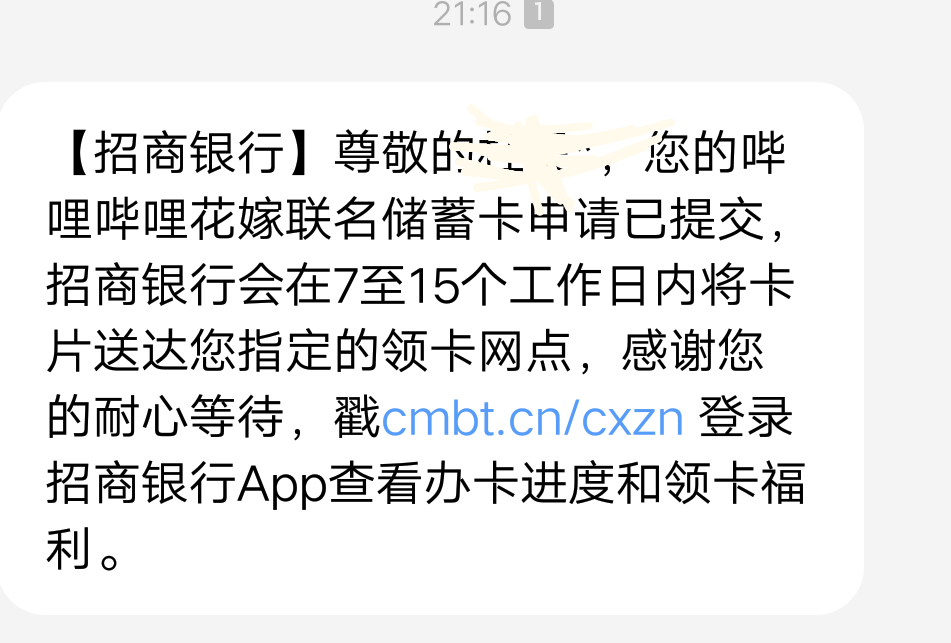 21:16 1
【招商银行】尊敬的，您的哔
哩哔哩花嫁联名储蓄卡申请已提交，
招商银行会在7至15个工作日内将卡
片送达您指定的领卡网点，感谢您
的耐心等待，戳cmbt.cn/cxzn 登录
招商银行App查看办卡进度和领卡福
利。